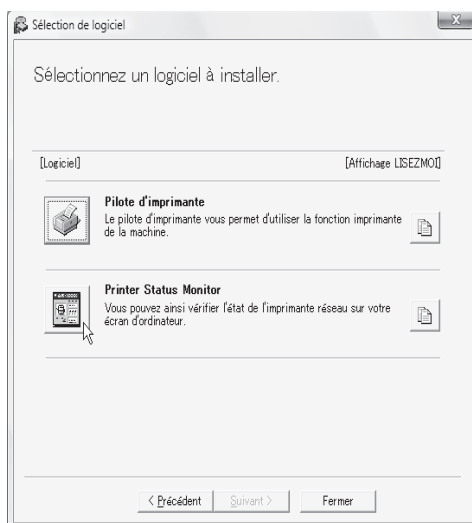 Sélection de logiciel
X
Sélectionnez un logiciel à installer.
[Logiciel] [Affichage LISEZMOI]
Pilote d'imprimante
Le pilote d'imprimante vous permet d'utiliser la fonction imprimante
de la machine.
Printer Status Monitor
Vous pouvez ainsi vérifier l'état de l'imprimante réseau sur votre
écran d'ordinateur.
< Précédent Suivant > Fermer